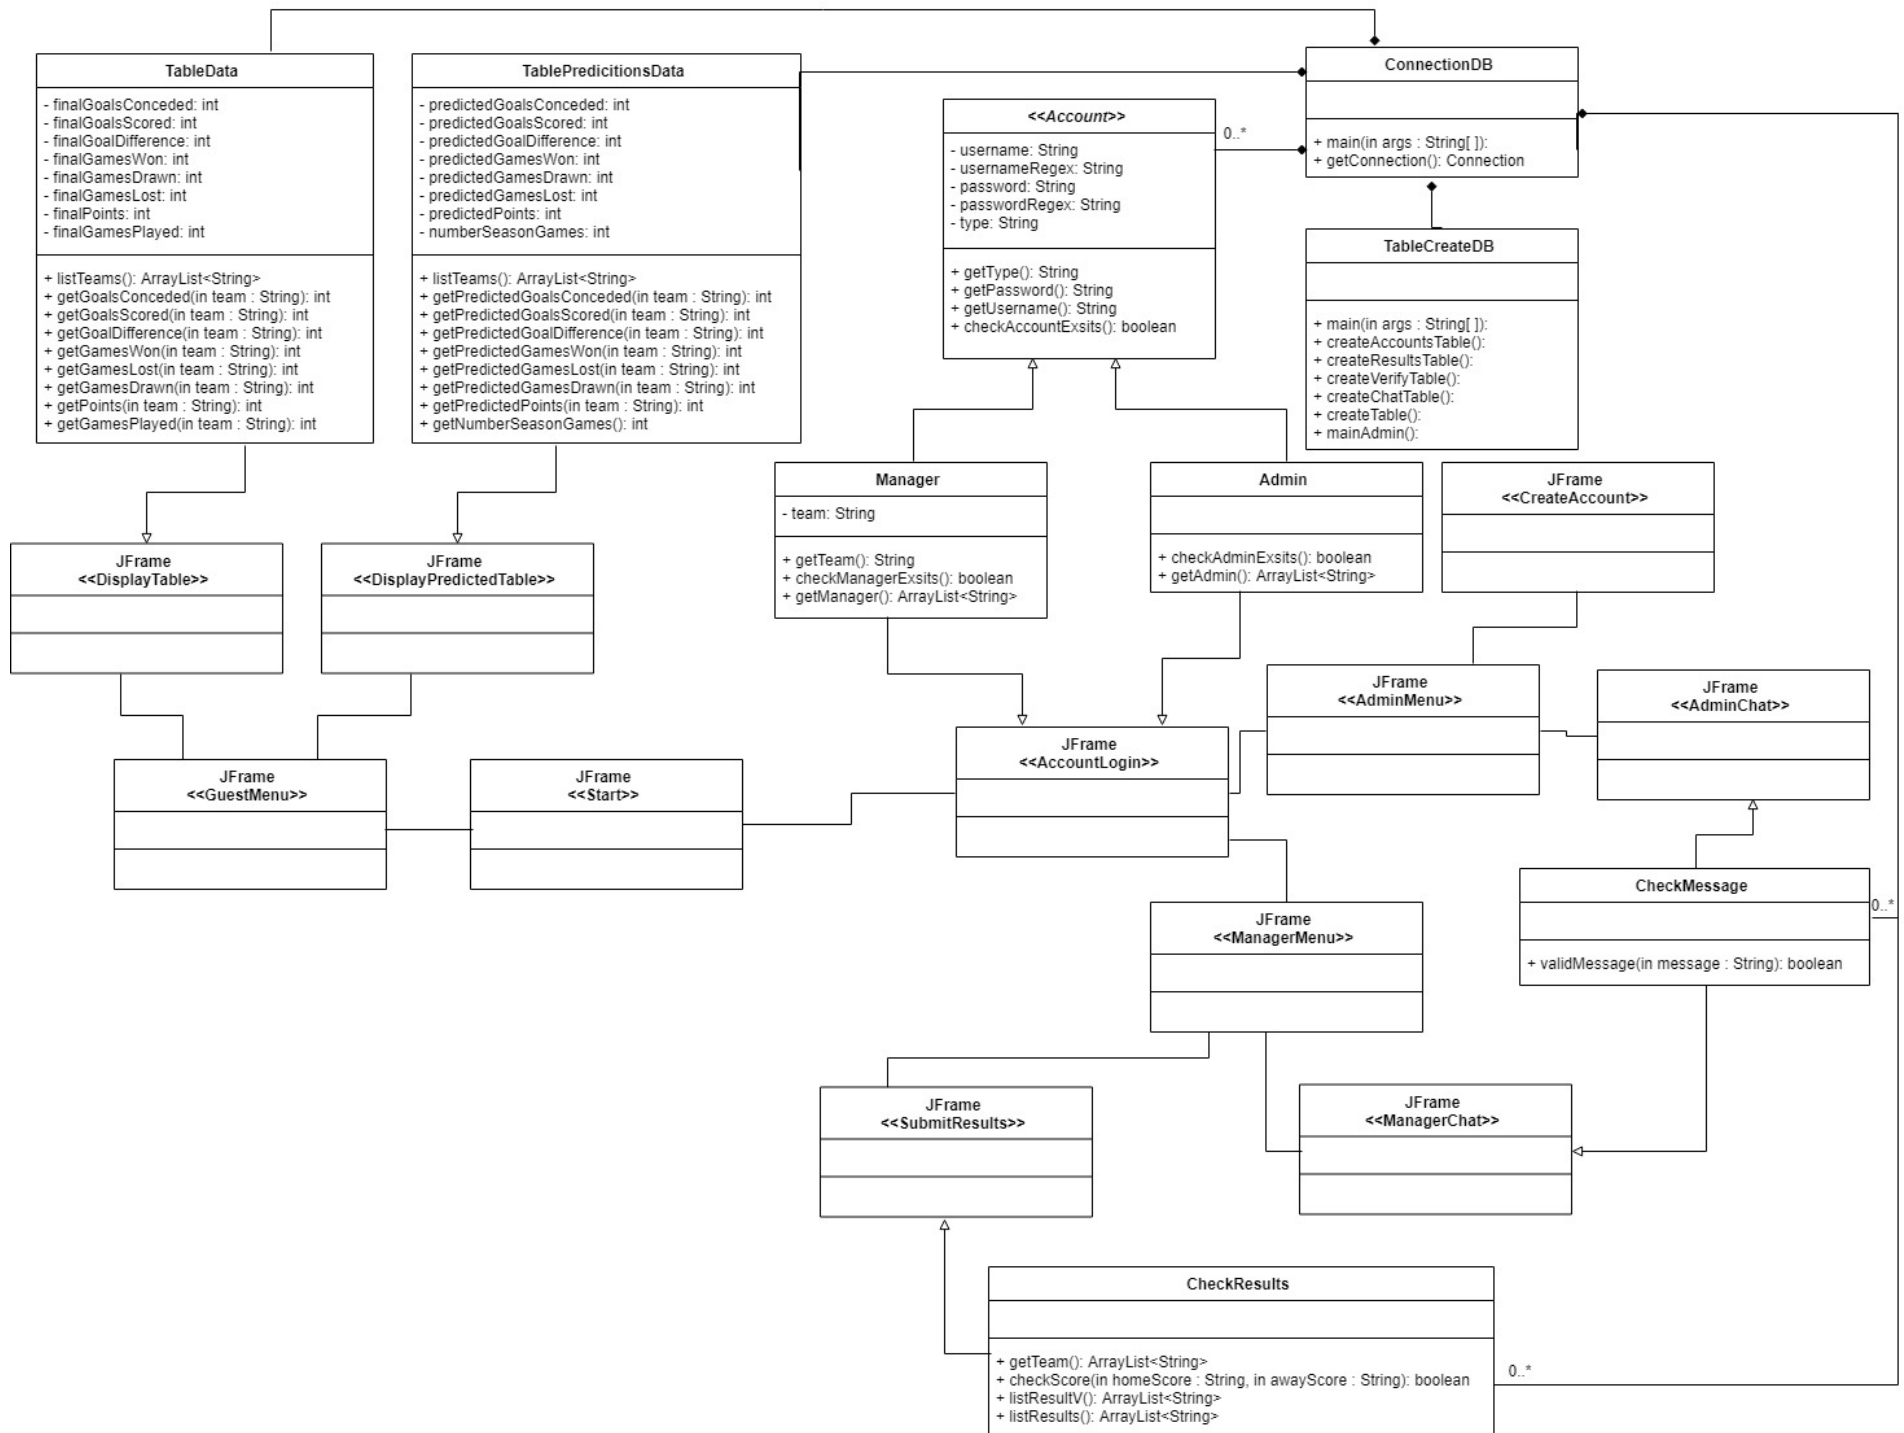 TableData
- finalGoalsConceded: int
- finalGoalsScored: int
- finalGoalDifference: int
- finalGamesWon: int
- finalGamesDrawn: int
- finalGamesLost: int
- finalPoints: int
- finalGamesPlayed: int
+ listTeams(): ArrayList<String>
+ getGoalsConceded(in team : String): int
+ getGoalsScored(in team : String): int
+ getGoalDifference(in team : String): int
+ getGamesWon(in team : String): int
+ getGamesLost(in team : String): int
+ getGamesDrawn(in team : String): int
+ getPoints(in team : String): int
+ getGamesPlayed(in team : String): int
TablePredicitionsData
- predictedGoalsConceded: int
- predictedGoalsScored: int
- predictedGoalDifference: int
- predictedGamesWon: int
- predictedGamesDrawn: int
- predictedGamesLost: int
- predictedPoints: int
- numberSeasonGames: int
+ listTeams(): ArrayList<String>
+ getPredictedGoalsConceded(in team : String): int
+ getPredictedGoalsScored(in team : String): int
+ getPredictedGoalDifference(in team : String): int
+ getPredictedGamesWon(in team : String): int
+ getPredictedGamesLost(in team : String): int
+ getPredictedGamesDrawn(in team : String): int
+ getPredictedPoints(in team : String): int
+ getNumberSeasonGames(): int
<<Account>>
- username: String
- usernameRegex: String
- password: String
- passwordRegex: String
- type: String
+ getType(): String
+ getPassword(): String
+ getUsername(): String
+ checkAccountExsits(): boolean
0..*
ConnectionDB
+ main(in args : String[ ]):
+ getConnection(): Connection
TableCreateDB
+ main(in args : String[ ]):
+ createAccountsTable():
+ createResultsTable():
+ createVerifyTable():
+ createChatTable():
+ createTable():
+ mainAdmin():
Manager
- team: String
+ getTeam(): String
+ checkManagerExsits(): boolean
+ getManager(): ArrayList<String>
Admin
+ checkAdminExsits(): boolean
+ getAdmin(): ArrayList<String>
JFrame
<<CreateAccount>>
JFrame
<<DisplayTable>>
JFrame
<<DisplayPredictedTable>>
JFrame
<<AdminMenu>>
JFrame
<<AdminChat>>
JFrame
<<AccountLogin>>
JFrame
<<GuestMenu>>
JFrame
<<Start>>
CheckMessage
+ validMessage(in message : String): boolean
0..*
JFrame
<<ManagerMenu>>
JFrame
<<SubmitResults>>
JFrame
<<ManagerChat>>
CheckResults
+ getTeam(): ArrayList<String>
+ checkScore(in homeScore : String, in awayScore : String): boolean
+ listResultV(): ArrayList<String>
+ listResults(): ArrayList<String>
0..*